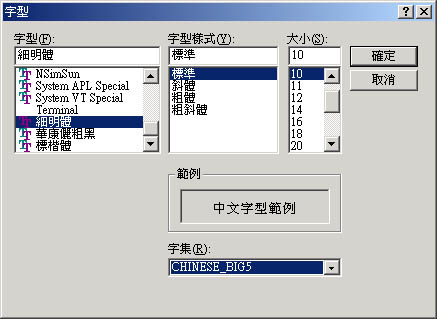 字型
字型(F):
細明體
NSimSun
System APL Special
System VT Special
Terminal
細明體
華康儷粗黑
標楷體
字型樣式(Y):
標準
標準
斜體
粗體
粗斜體
大小(S):
10
10
11
12
14
16
18
20
確定
取消
範例
中文字型範例
字集(R):
CHINESE_BIG5